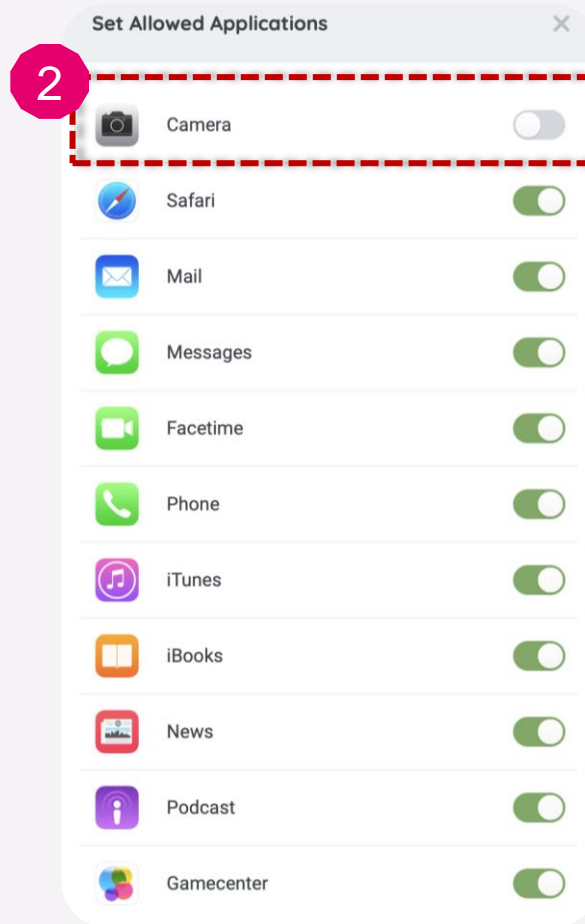 Set Allowed Applications
2
Camera
Safari
Mail
Messages
Facetime
Phone
iTunes
iBooks
News
Podcast
Gamecenter